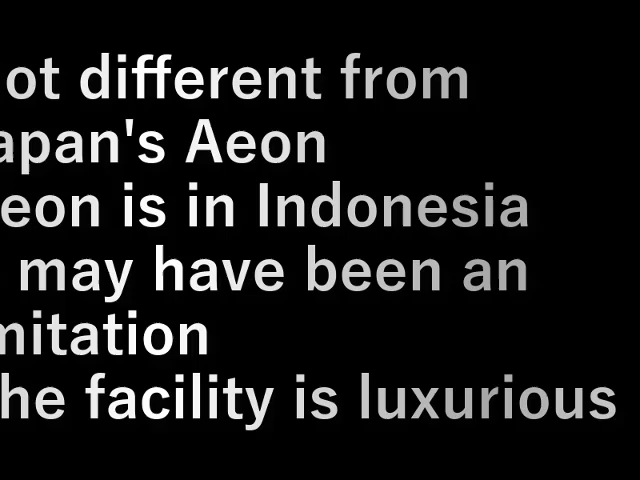 ot different from
apan's Aeon
eon is in Indonesia
may have been an
mitation
he facility is luxurious